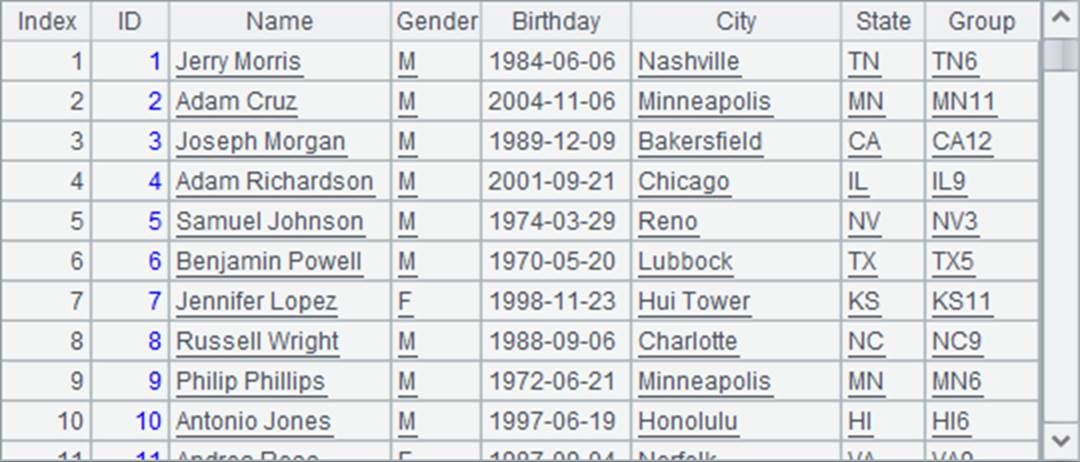 Index ID Name Gender Birthday City State Group
1 1 Jerry Morris M 1984-06-06 Nashville TN TN6
2 2 Adam Cruz M 2004-11-06 Minneapolis MN MN11
3 3 Joseph Morgan M 1989-12-09 Bakersfield CA CA12
4 4 Adam Richardson M 2001-09-21 Chicago IL IL9
5 5 Samuel Johnson M 1974-03-29 Reno NV NV3
6 6 Benjamin Powell M 1970-05-20 Lubbock TX TX5
7 7 Jennifer Lopez F 1998-11-23 Hui Tower KS KS11
8 8 Russell Wright M 1988-09-06 Charlotte NC NC9
9 9 Philip Phillips M 1972-06-21 Minneapolis MN MN6
10 10 Antonio Jones M 1997-06-19 Honolulu HI HI6
11 11 Norfolk VA